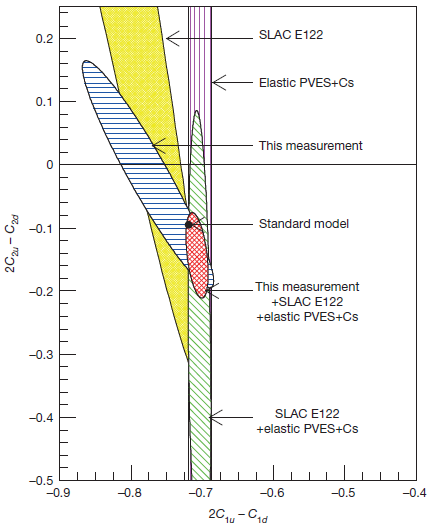 0.2
SLAC E122
Elastic PVES+Cs
0.1
This measurement
0
2C2u – C2d
–0.1
Standard model
–0.2
This measurement
+SLAC E122
+elastic PVES+Cs
–0.3
–0.4
SLAC E122
+elastic PVES+Cs
–0.5
–0.9
–0.8
–0.7
–0.6
–0.5
–0.4
2C1u – C1d